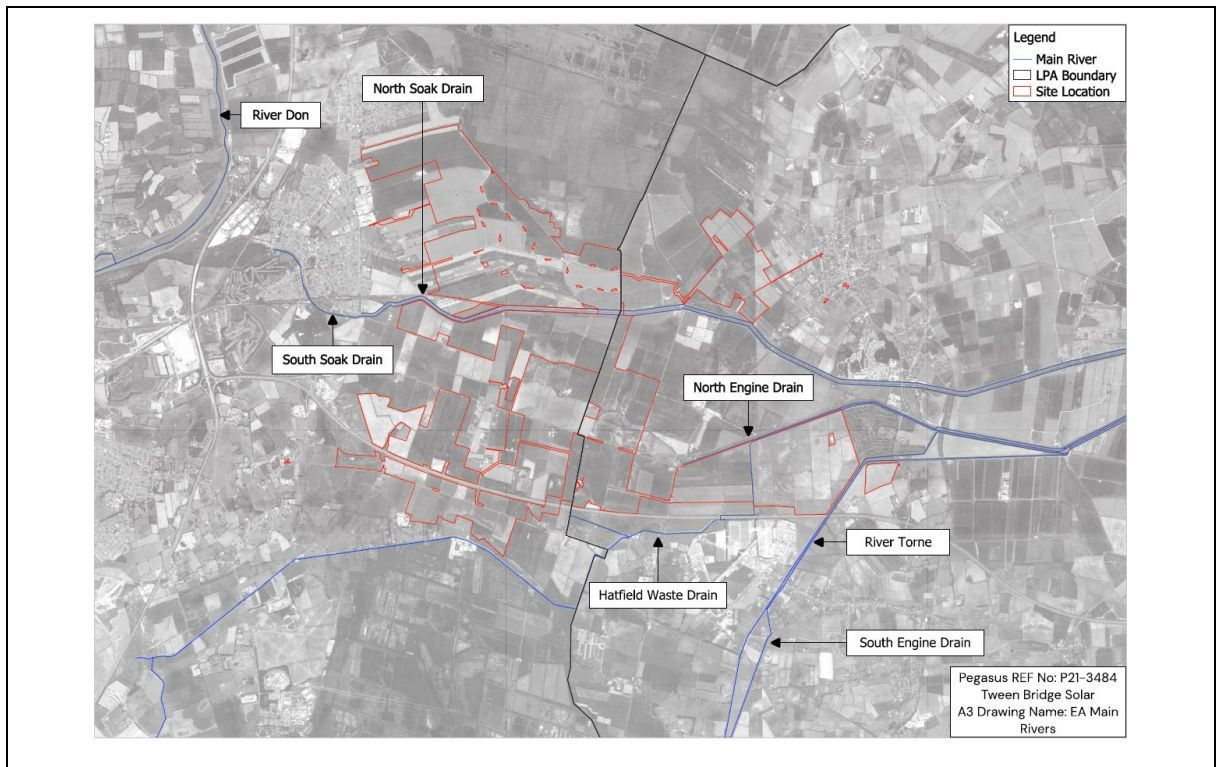 Legend
Main River
LPA Boundary
Site Location
North Soak Drain
River Don
South Soak Drain
North Engine Drain
River Torne
Hatfield Waste Drain
South Engine Drain
Pegasus REF No: P21-3484
Tween Bridge Solar
A3 Drawing Name: EA Main
Rivers